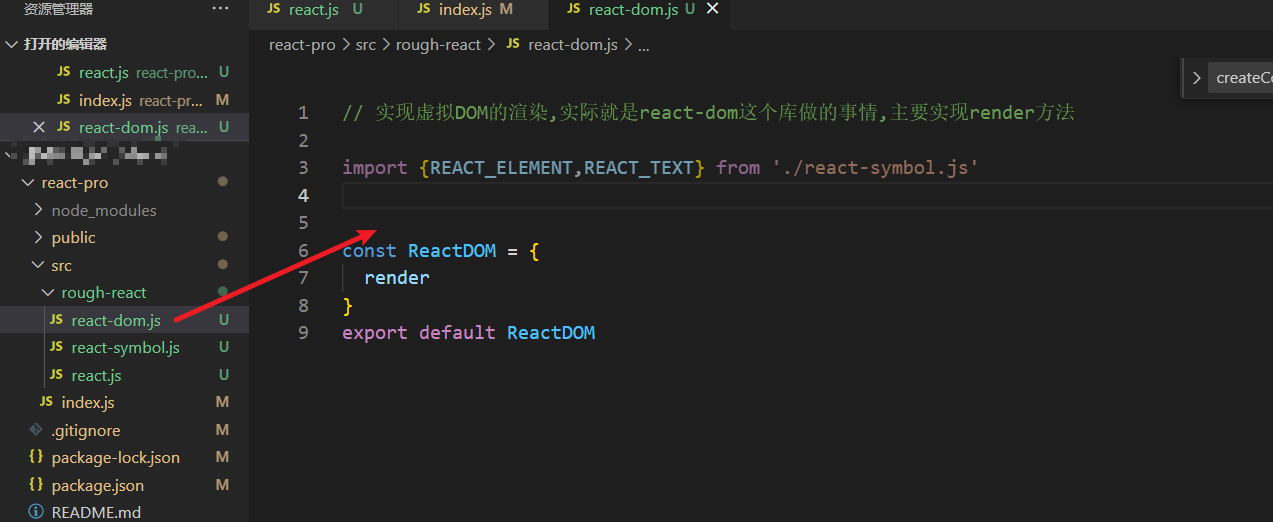 资源管理器
···
JS react.js U
JS index.js M
JS react-dom.js U
打开的编辑器
JS react.js react-pro... U
JS index.js react-pr... M
JS react-dom.js rea... U
react-pro
node_modules
public
src
rough-react
JS react-dom.js U
JS react-symbol.js U
JS react.js U
JS index.js M
.gitignore M
{} package-lock.json M
{} package.json M
README.md
react-pro > src > rough-react > JS react-dom.js > ...
createCo
1 // 实现虚拟DOM的渲染,实际就是react-dom这个库做的事情,主要实现render方法
2
3 import {REACT_ELEMENT,REACT_TEXT} from './react-symbol.js'
4
5
6 const ReactDOM = {
7 render
8 }
9 export default ReactDOM